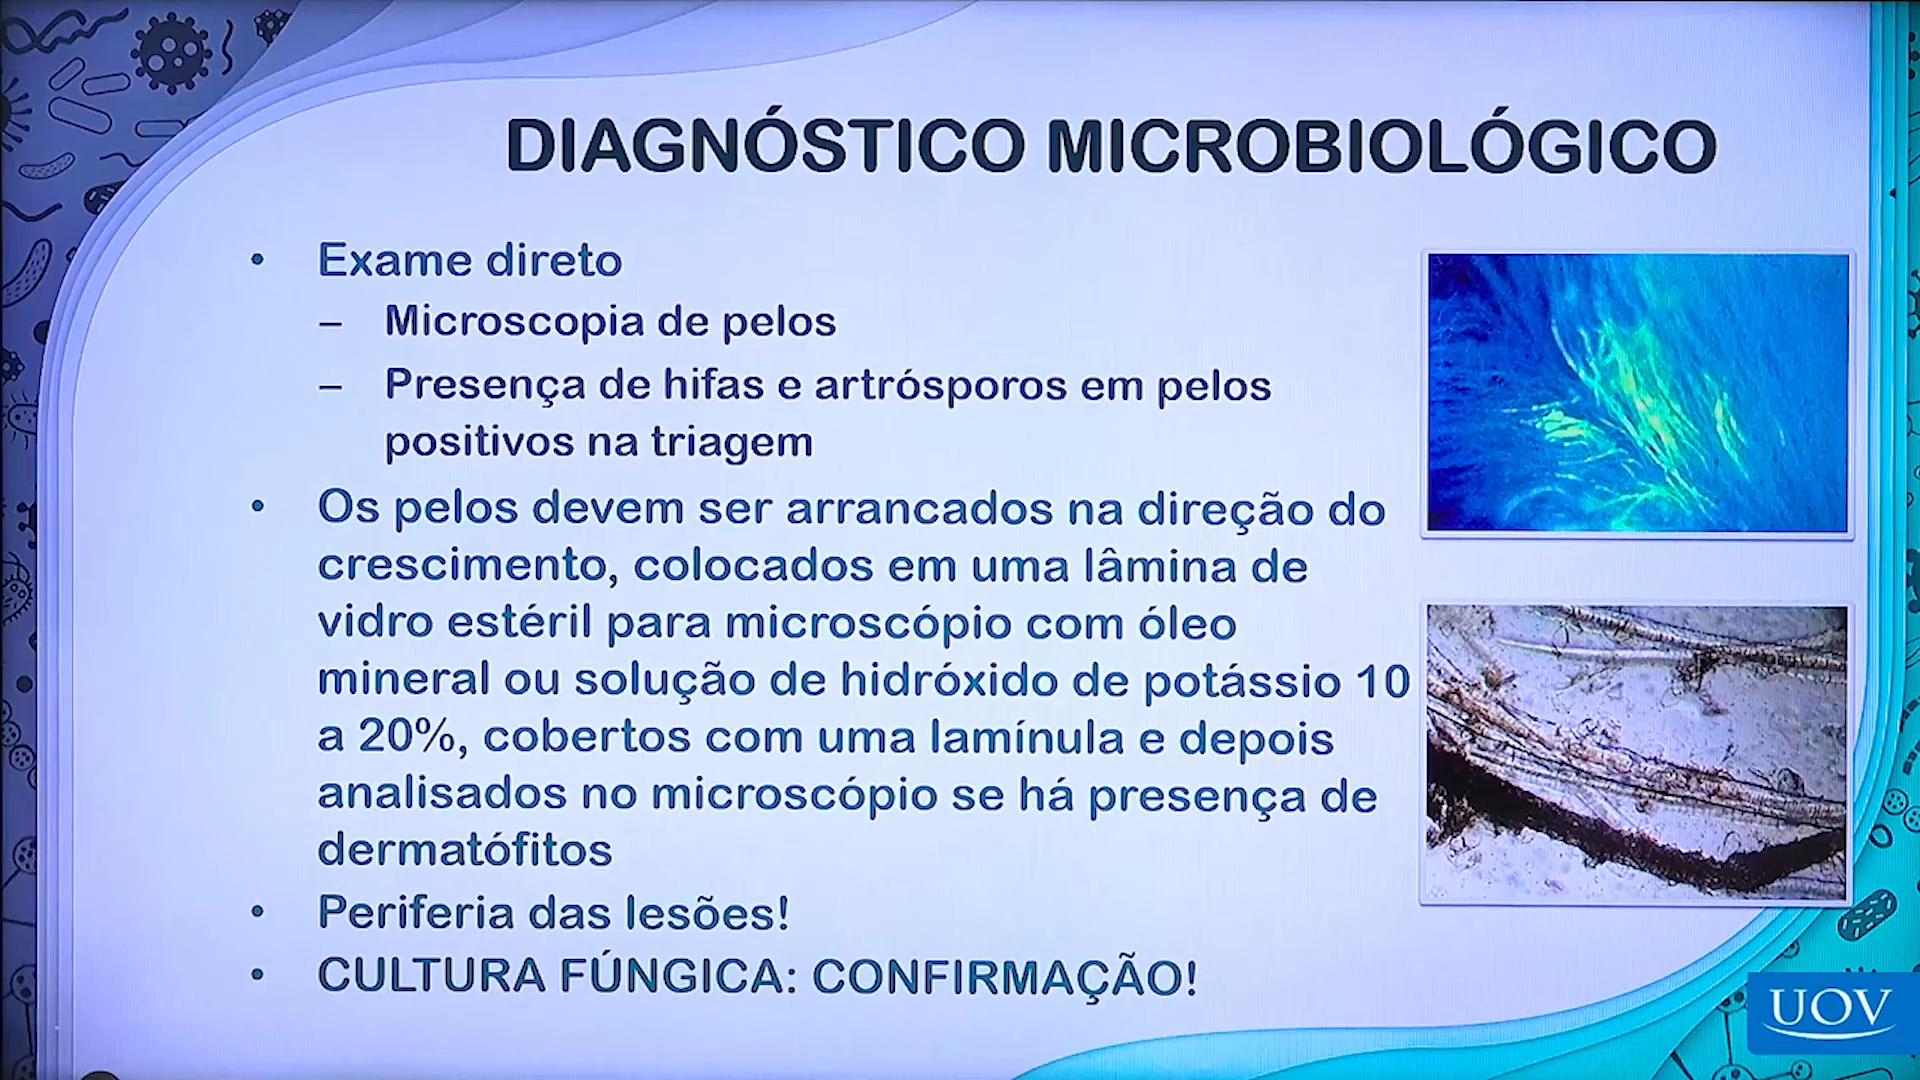 DIAGNÓSTICO MICROBIOLÓGICO
• Exame direto
– Microscopia de pelos
– Presença de hifas e artrósporos em pelos
positivos na triagem
• Os pelos devem ser arrancados na direção do
crescimento, colocados em uma lâmina de
vidro estéril para microscópio com óleo
mineral ou solução de hidróxido de potássio 10
a 20%, cobertos com uma lamínula e depois
analisados no microscópio se há presença de
dermatófitos
• Periferia das lesões!
• CULTURA FÚNGICA: CONFIRMAÇÃO!
UOV